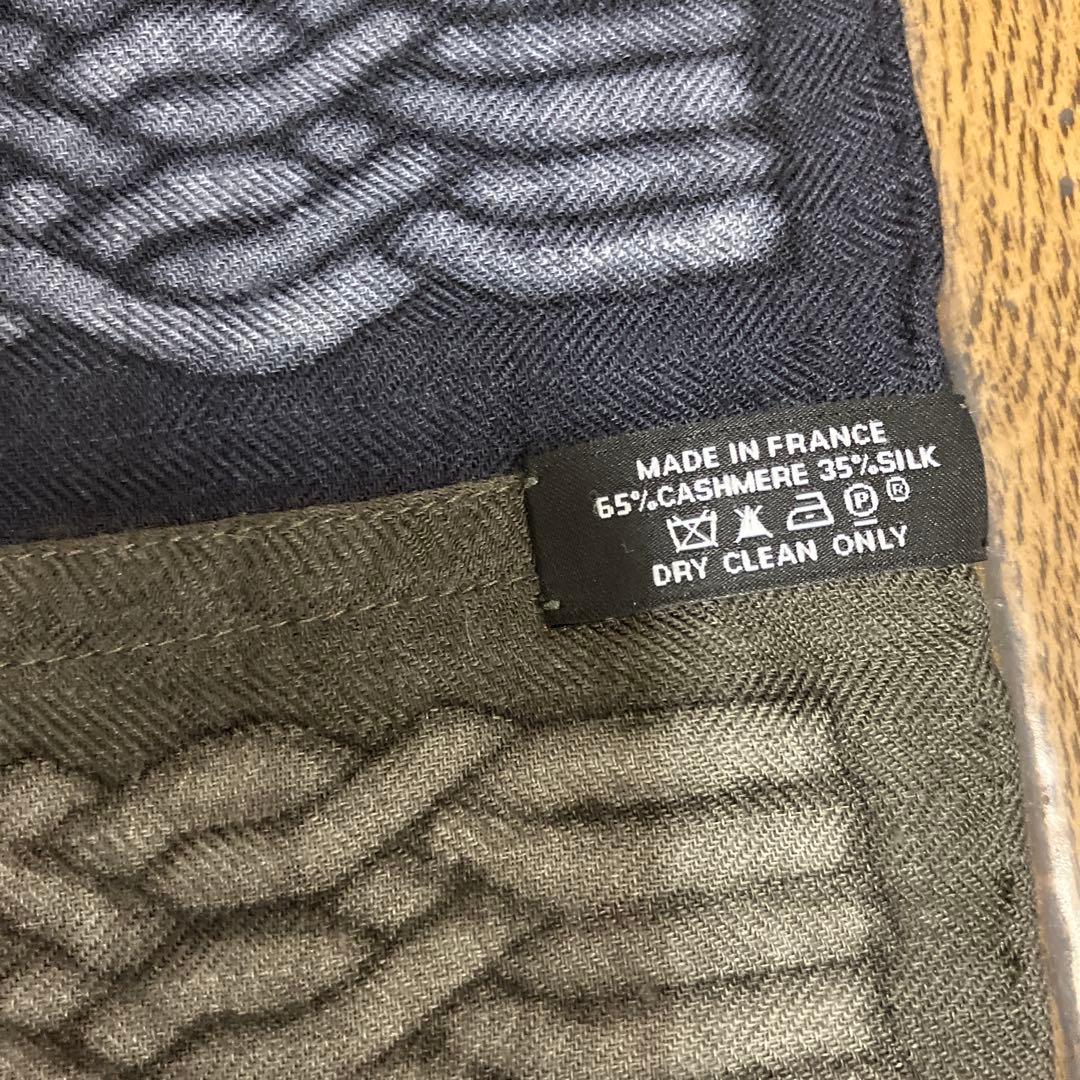 MADE IN FRANCE
65%CASHMERE 35%SILK
P ®
DRY CLEAN ONLY